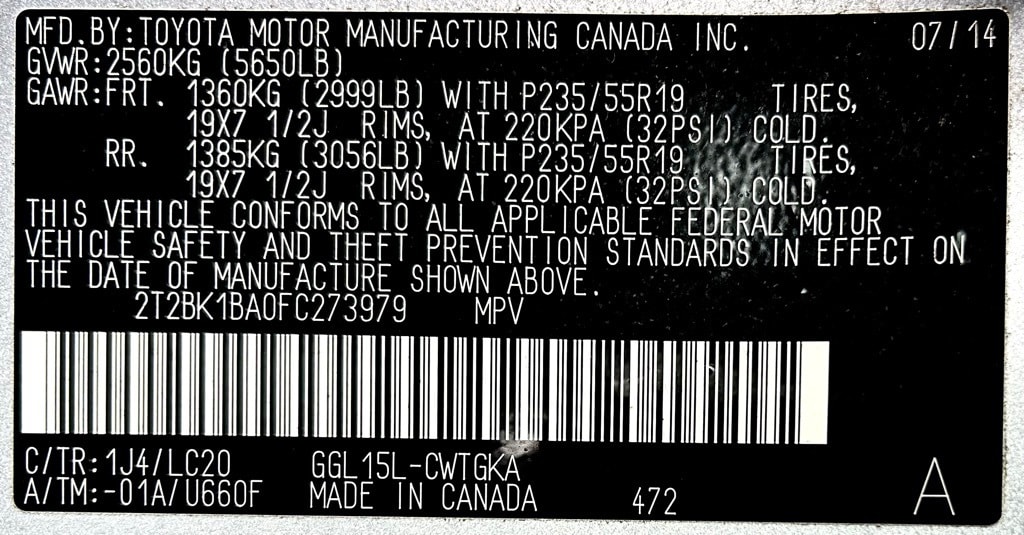 MFD.BY:TOYOTA MOTOR MANUFACTURING CANADA INC. 07/14
GVWR:2560KG (5650LB)
GAWR:FRT. 1360KG (2999LB) WITH P235/55R19 TIRES,
19X7 1/2J RIMS, AT 220KPA (32PSI) COLD.
RR. 1385KG (3056LB) WITH P235/55R19 TIRES,
19X7 1/2J RIMS, AT 220KPA (32PSI) COLD.
THIS VEHICLE CONFORMS TO ALL APPLICABLE FEDERAL MOTOR
VEHICLE SAFETY AND THEFT PREVENTION STANDARDS IN EFFECT ON
THE DATE OF MANUFACTURE SHOWN ABOVE.
2T2BK1BA0FC273979 MPV
C/TR:1J4/LC20 GGL15L-CWTGKA
A/TM:-01A/U660F MADE IN CANADA 472 A